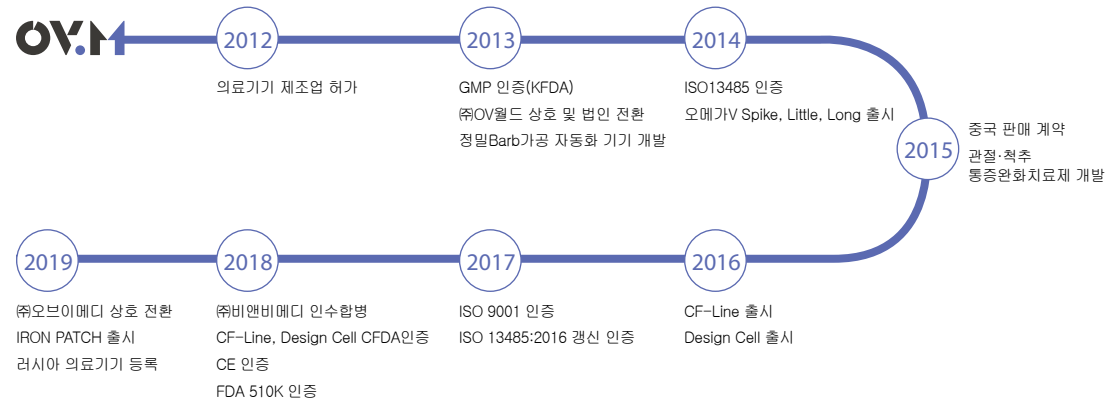 OV.M
2012
의료기기 제조업 허가
2013
GMP 인증(KFDA)
㈜OV월드 상호 및 법인 전환
정밀Barb가공 자동화 기기 개발
2014
ISO13485 인증
오메가V Spike, Little, Long 출시
2015
중국 판매 계약
관절·척추
통증완화치료제 개발
2016
CF-Line 출시
Design Cell 출시
2017
ISO 9001 인증
ISO 13485:2016 갱신 인증
2018
㈜비앤비메디 인수합병
CF-Line, Design Cell CFDA인증
CE 인증
FDA 510K 인증
2019
㈜오브이메디 상호 전환
IRON PATCH 출시
러시아 의료기기 등록